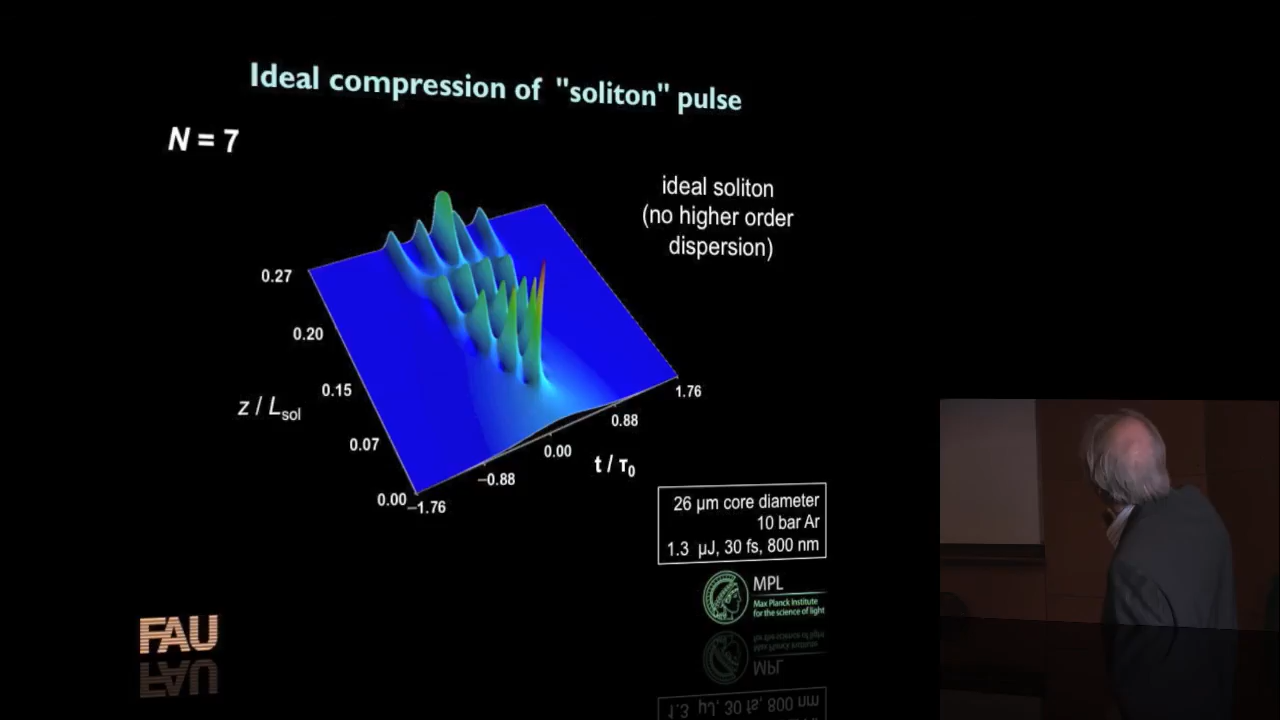 Ideal compression of "soliton" pulse
N = 7
ideal soliton
(no higher order
dispersion)
0.27
0.20
0.15
z / Lsol
0.07
0.00
–1.76
–0.88
0.00
0.88
1.76
t / τ0
26 µm core diameter
10 bar Ar
1.3 µJ, 30 fs, 800 nm
MPL
Max Planck Institute
for the science of light
FAU